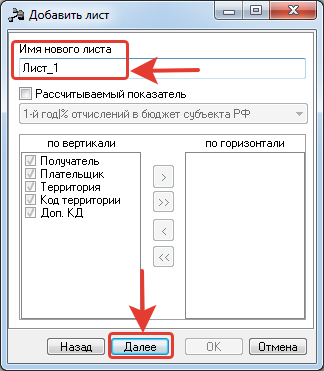 Добавить лист
Имя нового листа
Лист_1
Рассчитываемый показатель
1-й год|% отчислений в бюджет субъекта РФ
по вертикали
по горизонтали
Получатель
Плательщик
Территория
Код территории
Доп. КД
>
>>
<
<<
Назад
Далее
OK
Отмена